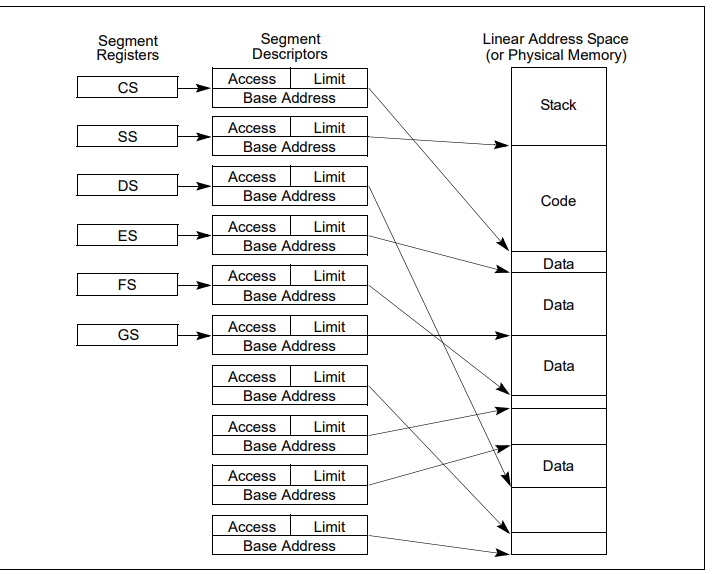 Segment
Registers
Segment
Descriptors
Linear Address Space
(or Physical Memory)
CS
Access Limit
Base Address
Stack
SS
Access Limit
Base Address
DS
Access Limit
Base Address
Code
ES
Access Limit
Base Address
Data
FS
Access Limit
Base Address
Data
GS
Access Limit
Base Address
Data
Access Limit
Base Address
Access Limit
Base Address
Access Limit
Base Address
Data
Access Limit
Base Address